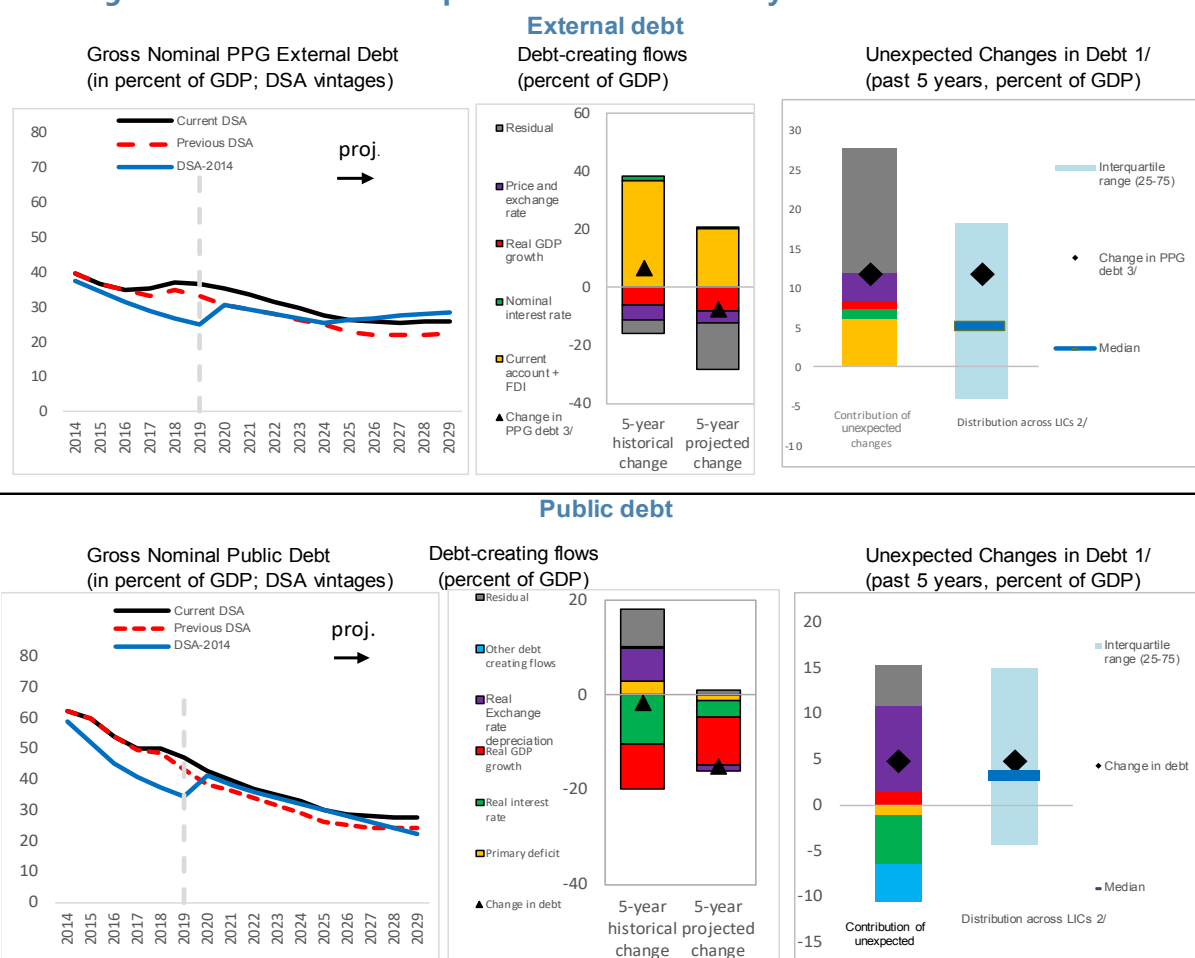 External debt
Gross Nominal PPG External Debt
(in percent of GDP; DSA vintages)
Debt-creating flows
(percent of GDP)
Unexpected Changes in Debt 1/
(past 5 years, percent of GDP)
Current DSA
Previous DSA
DSA-2014
proj.
80
70
60
50
40
30
20
10
0
2014
2015
2016
2017
2018
2019
2020
2021
2022
2023
2024
2025
2026
2027
2028
2029
Residual
Price and
exchange
rate
Real GDP
growth
Nominal
interest rate
Current
account +
FDI
Change in
PPG debt 3/
60
40
20
0
-20
-40
5-year
historical
change
5-year
projected
change
30
25
20
15
10
5
0
-5
-10
Contribution of
unexpected
changes
Distribution across LICs 2/
Interquartile
range (25-75)
Change in PPG
debt 3/
Median
Public debt
Gross Nominal Public Debt
(in percent of GDP; DSA vintages)
Debt-creating flows
(percent of GDP)
Unexpected Changes in Debt 1/
(past 5 years, percent of GDP)
Current DSA
Previous DSA
DSA-2014
proj.
80
70
60
50
40
30
20
10
0
2014
2015
2016
2017
2018
2019
2020
2021
2022
2023
2024
2025
2026
2027
2028
2029
Residual
Other debt
creating flows
Real
Exchange
rate
depreciation
Real GDP
growth
Real interest
rate
Primary deficit
Change in debt
20
0
-20
-40
5-year
historical
change
5-year
projected
change
20
15
10
5
0
-5
-10
-15
Contribution of
unexpected
Distribution across LICs 2/
Interquartile
range (25-75)
Change in debt
Median